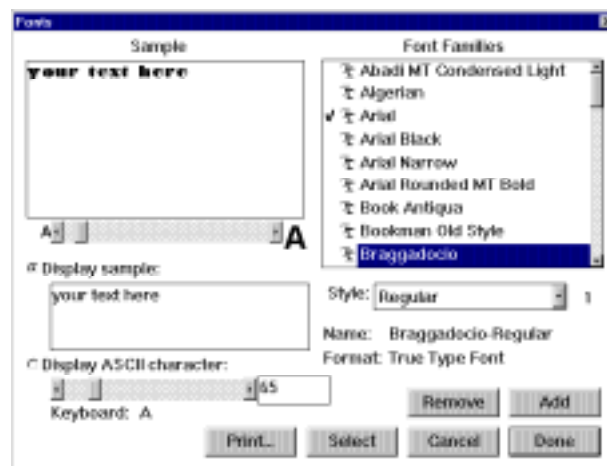 Fonts
Sample
your text here
A
A
Display sample:
your text here
Display ASCII character:
65
Keyboard: A
Font Families
Abadi MT Condensed Light
Algerian
Arial
Arial Black
Arial Narrow
Arial Rounded MT Bold
Book Antiqua
Bookman Old Style
Braggadocio
Style: Regular 1
Name: Braggadocio-Regular
Format: True Type Font
Remove Add
Print... Select Cancel Done